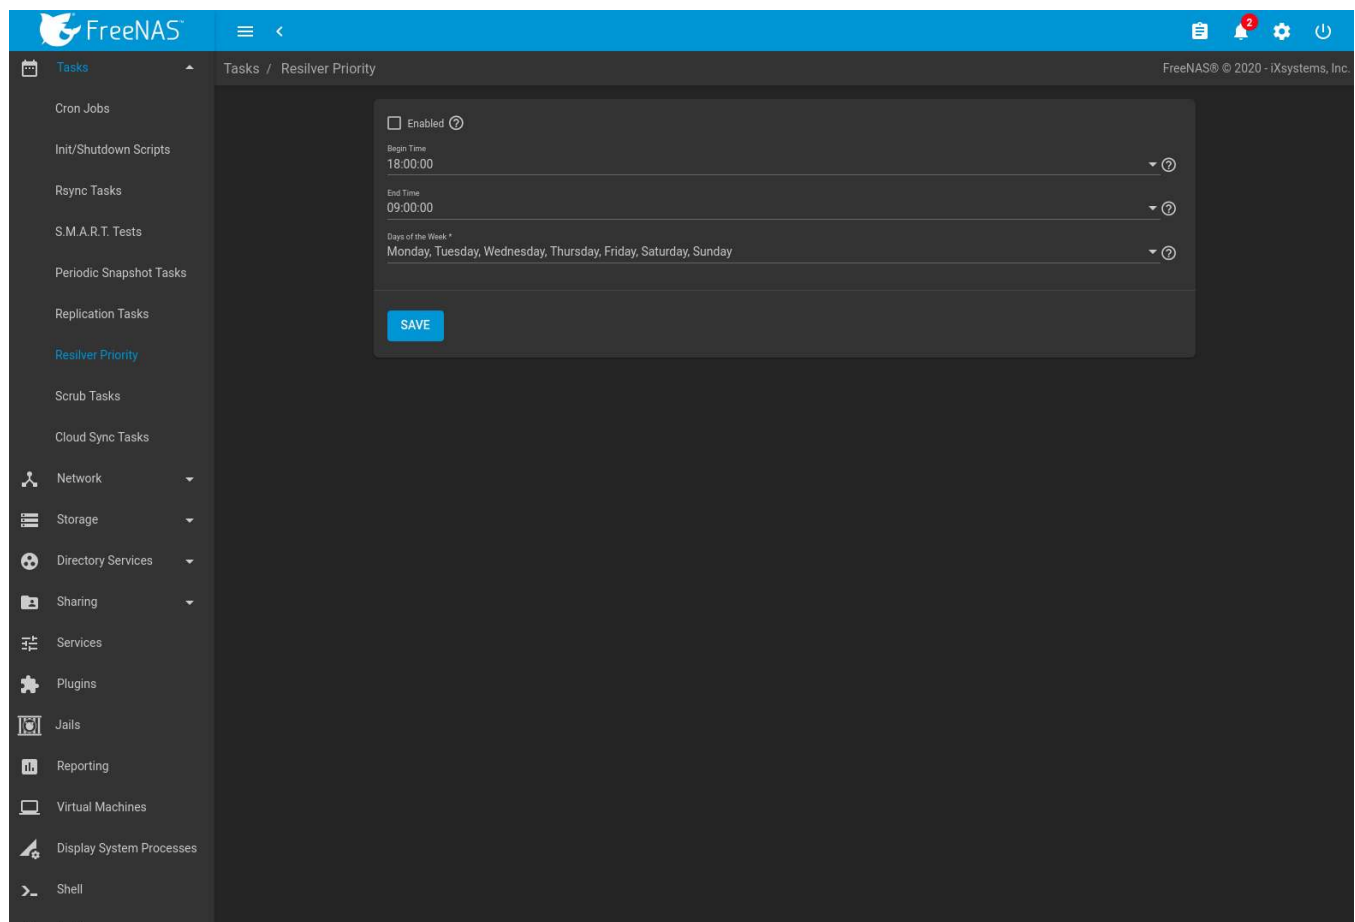 FreeNAS™
2
Tasks
Tasks / Resilver Priority
FreeNAS® © 2020 - iXsystems, Inc.
Cron Jobs
Init/Shutdown Scripts
Rsync Tasks
S.M.A.R.T. Tests
Periodic Snapshot Tasks
Replication Tasks
Resilver Priority
Scrub Tasks
Cloud Sync Tasks
Network
Storage
Directory Services
Sharing
Services
Plugins
Jails
Reporting
Virtual Machines
Display System Processes
Shell
Enabled
Begin Time
18:00:00
End Time
09:00:00
Days of the Week *
Monday, Tuesday, Wednesday, Thursday, Friday, Saturday, Sunday
SAVE